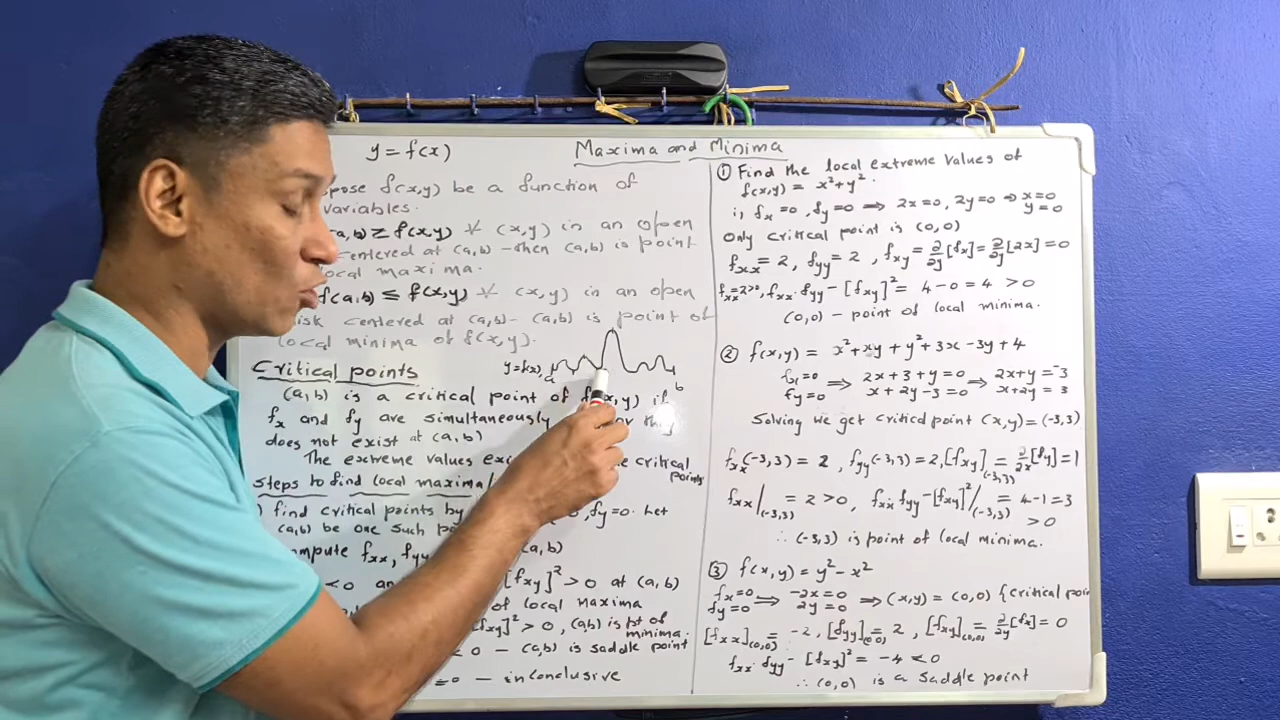 y = f(x)
Maxima and Minima
pose f(x,y) be a function of
variables.
a,b) ≥ f(x,y) ∀ (x,y) in an open
centered at (a,b) - then (a,b) is point
local maxima.
f(a,b) ≤ f(x,y) ∀ (x,y) in an open
isk centered at (a,b) - (a,b) is point of
local minima of f(x,y).
y=f(x)
a
b
Critical points
(a,b) is a critical point of f(x,y) if
fx and fy are simultaneously
does not exist at (a,b)
The extreme values critical
points
steps to find local maxima
) find critical points by fy=0. Let
(a,b) be one such
mpute fxx, fyy (a,b)
< 0 [fxy]² > 0 at (a,b)
of local maxima
fxy]² > 0, (a,b) is pt of
minima.
< 0 - (a,b) is saddle point
= 0 - inconclusive
① Find the local extreme values of
f(x,y) = x²+y².
i) fx = 0, fy = 0 ⟹ 2x=0, 2y=0 ⟹ x=0
y=0
Only critical point is (0,0)
fxx = 2, fyy = 2, fxy = ∂/∂y [fx] = ∂/∂y [2x] = 0
fxx = 2>0, fxx·fyy - [fxy]² = 4-0 = 4 > 0
(0,0) - point of local minima.
② f(x,y) = x²+xy+y²+3x-3y+4
fx=0 ⟹ 2x+3+y=0 ⟹ 2x+y=-3
fy=0 x+2y-3=0 x+2y=3
Solving we get critical point (x,y) = (-3,3)
fxx(-3,3) = 2, fyy(-3,3) = 2, [fxy](-3,3) = ∂/∂x [fy] = 1
fxx|(-3,3) = 2 > 0, fxx fyy - [fxy]²/(-3,3) = 4-1 = 3
> 0
∴ (-3,3) is point of local minima.
③ f(x,y) = y² - x²
fx=0 ⟹ -2x=0 ⟹ (x,y) = (0,0) {critical poin
fy=0 2y=0
[fxx](0,0) = -2, [fyy](0,0) = 2, [fxy](0,0) = ∂/∂y [fx] = 0
fxx·fyy - [fxy]² = -4 < 0
∴ (0,0) is a saddle point